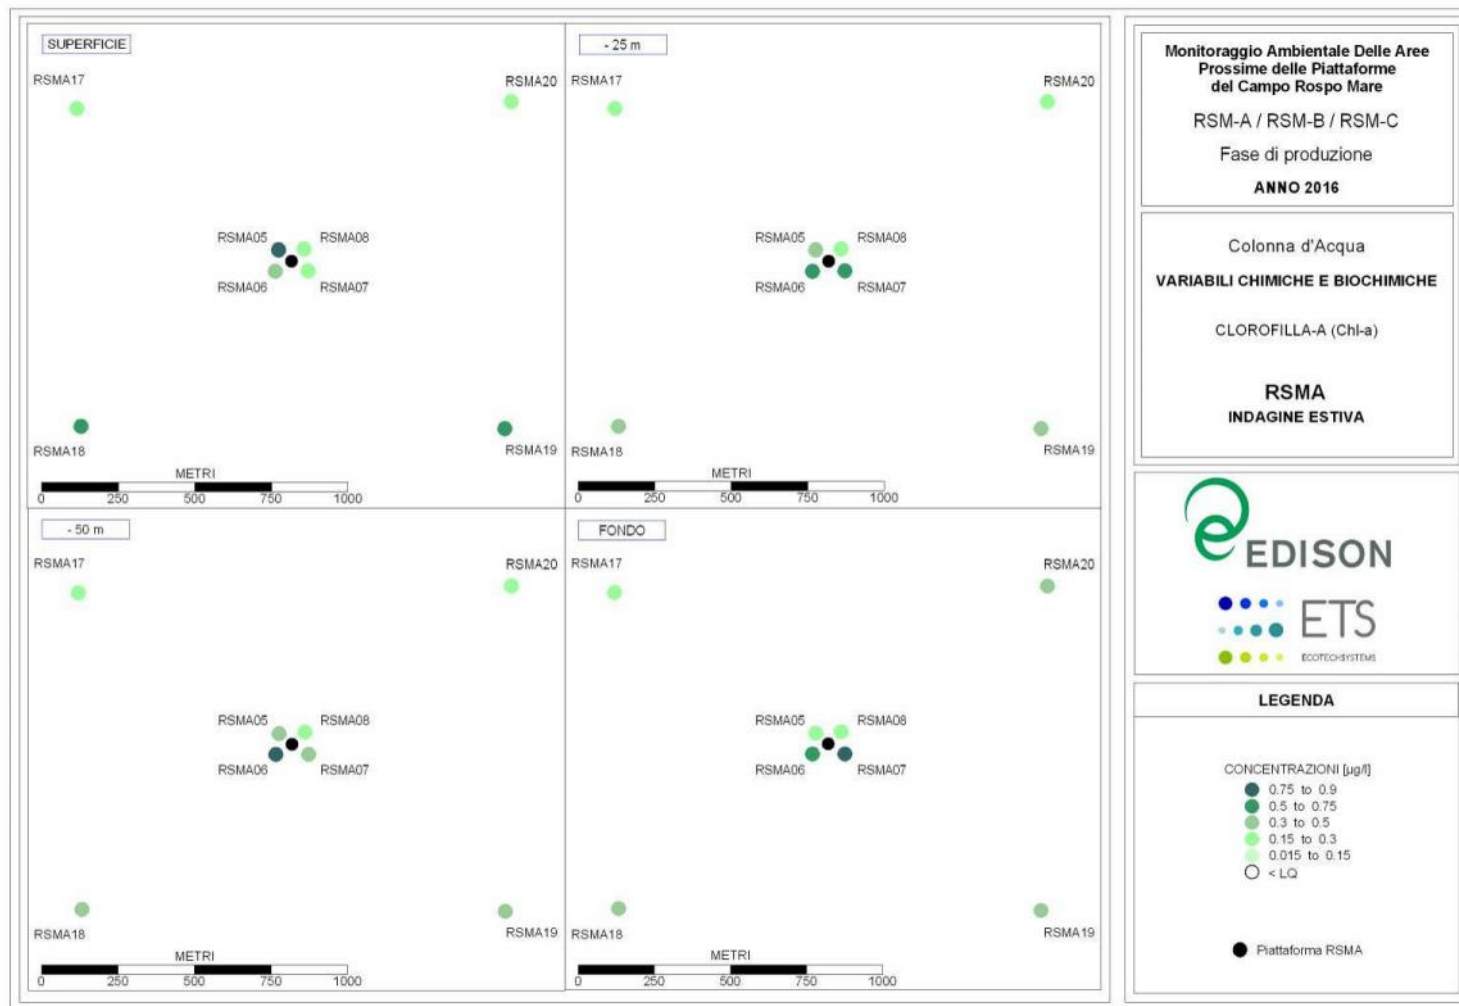 SUPERFICIE
RSMA17
RSMA20
RSMA05
RSMA08
RSMA06
RSMA07
RSMA18
RSMA19
METRI
0 250 500 750 1000
- 25 m
RSMA17
RSMA20
RSMA05
RSMA08
RSMA06
RSMA07
RSMA18
RSMA19
METRI
0 250 500 750 1000
- 50 m
RSMA17
RSMA20
RSMA05
RSMA08
RSMA06
RSMA07
RSMA18
RSMA19
METRI
0 250 500 750 1000
FONDO
RSMA17
RSMA20
RSMA05
RSMA08
RSMA06
RSMA07
RSMA18
RSMA19
METRI
0 250 500 750 1000
Monitoraggio Ambientale Delle Aree
Prossime delle Piattaforme
del Campo Rospo Mare
RSM-A / RSM-B / RSM-C
Fase di produzione
ANNO 2016
Colonna d'Acqua
VARIABILI CHIMICHE E BIOCHIMICHE
CLOROFILLA-A (Chl-a)
RSMA
INDAGINE ESTIVA
EDISON
ETS
ECOTECHSYSTEMS
LEGENDA
CONCENTRAZIONI [µg/l]
0.75 to 0.9
0.5 to 0.75
0.3 to 0.5
0.15 to 0.3
0.015 to 0.15
< LQ
Piattaforma RSMA